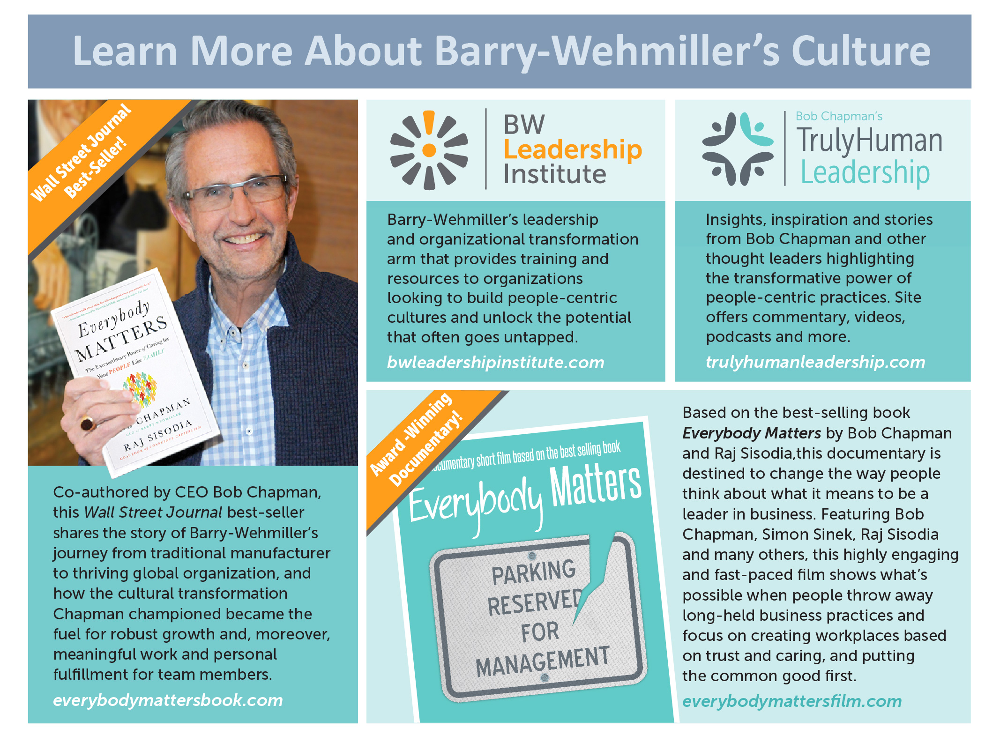 Learn More About Barry-Wehmiller’s Culture
Wall Street Journal
Best-Seller!
Everybody
MATTERS
The Extraordinary Power of Caring for
Your PEOPLE Like FAMILY
CHAPMAN
CEO of BARRY-WEHMILLER
RAJ SISODIA
COAUTHOR of CONSCIOUS CAPITALISM
Co-authored by CEO Bob Chapman,
this Wall Street Journal best-seller
shares the story of Barry-Wehmiller’s
journey from traditional manufacturer
to thriving global organization, and
how the cultural transformation
Chapman championed became the
fuel for robust growth and, moreover,
meaningful work and personal
fulfillment for team members.
everybodymattersbook.com
BW
Leadership
Institute
Barry-Wehmiller’s leadership
and organizational transformation
arm that provides training and
resources to organizations
looking to build people-centric
cultures and unlock the potential
that often goes untapped.
bwleadershipinstitute.com
Bob Chapman’s
TrulyHuman
Leadership
Insights, inspiration and stories
from Bob Chapman and other
thought leaders highlighting
the transformative power of
people-centric practices. Site
offers commentary, videos,
podcasts and more.
trulyhumanleadership.com
Award -Winning
Documentary!
short film based on the best selling book
Everybody Matters
PARKING
RESERVED
FOR
MANAGEMENT
Based on the best-selling book
Everybody Matters by Bob Chapman
and Raj Sisodia,this documentary is
destined to change the way people
think about what it means to be a
leader in business. Featuring Bob
Chapman, Simon Sinek, Raj Sisodia
and many others, this highly engaging
and fast-paced film shows what’s
possible when people throw away
long-held business practices and
focus on creating workplaces based
on trust and caring, and putting
the common good first.
everybodymattersfilm.com